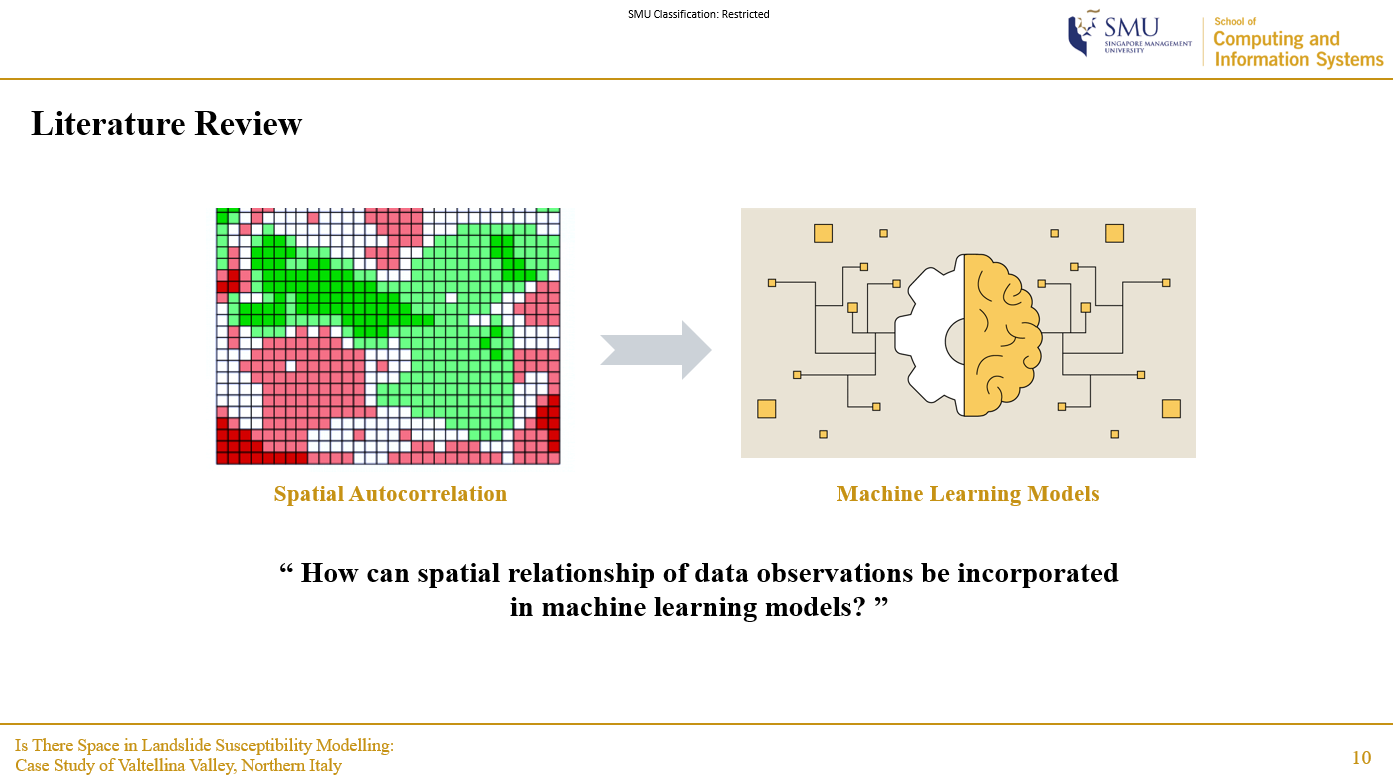 SMU Classification: Restricted
SMU
SINGAPORE MANAGEMENT
UNIVERSITY
School of
Computing and
Information Systems
Literature Review
Spatial Autocorrelation
Machine Learning Models
“ How can spatial relationship of data observations be incorporated
in machine learning models? ”
Is There Space in Landslide Susceptibility Modelling:
Case Study of Valtellina Valley, Northern Italy
10